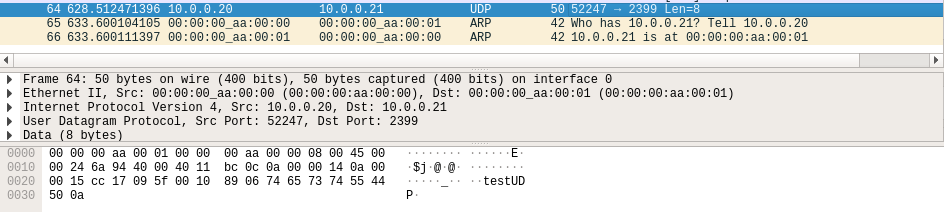 64 628.512471396 10.0.0.20 10.0.0.21 UDP 50 52247 → 2399 Len=8
65 633.600104105 00:00:00_aa:00:00 00:00:00_aa:00:01 ARP 42 Who has 10.0.0.21? Tell 10.0.0.20
66 633.600111397 00:00:00_aa:00:01 00:00:00_aa:00:00 ARP 42 10.0.0.21 is at 00:00:00:aa:00:01
Frame 64: 50 bytes on wire (400 bits), 50 bytes captured (400 bits) on interface 0
Ethernet II, Src: 00:00:00_aa:00:00 (00:00:00:aa:00:00), Dst: 00:00:00_aa:00:01 (00:00:00:aa:00:01)
Internet Protocol Version 4, Src: 10.0.0.20, Dst: 10.0.0.21
User Datagram Protocol, Src Port: 52247, Dst Port: 2399
Data (8 bytes)
0000 00 00 00 aa 00 01 00 00 00 aa 00 00 08 00 45 00 ········ ······E·
0010 00 24 6a 94 40 00 40 11 bc 0c 0a 00 00 14 0a 00 ·$j·@·@· ········
0020 00 15 cc 17 09 5f 00 10 89 06 74 65 73 74 55 44 ·····_·· ··testUD
0030 50 0a P·